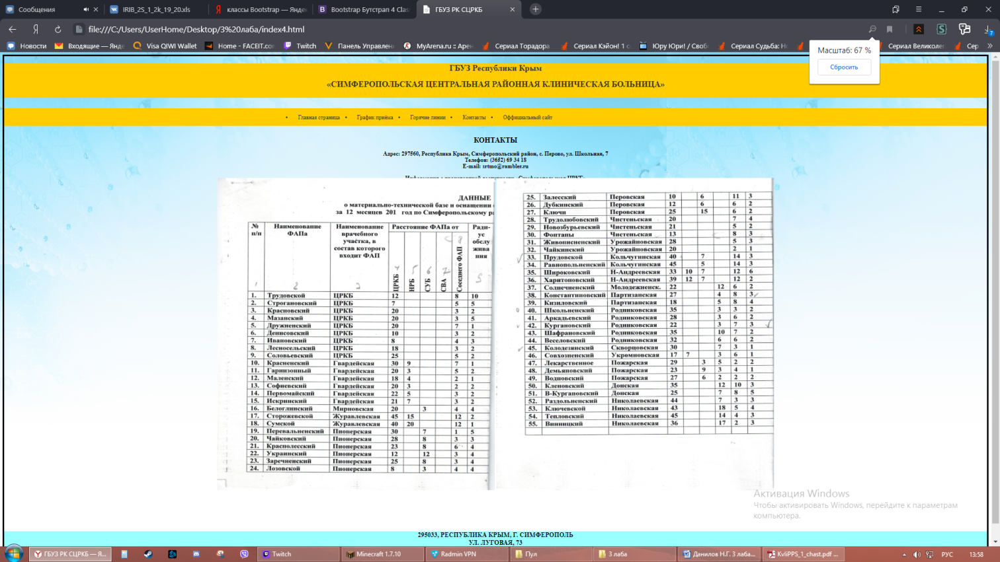 Сообщения
IRIB_2S_1_2k_19_20.xls
классы Bootstrap — Яндек
Bootstrap Бутстрап 4 Clas
ГБУЗ РК СЦРКБ
file:///C:/Users/UserHome/Desktop/3%20лаба/index4.html
Новости
Входящие — Янде
Visa QIWI Wallet
Home - FACEIT.con
Twitch
Панель Управлен
MyArena.ru :: Арен
Сериал Торадора
Сериал Кэйон! 1 с
Юру Юри! / Своб
Сериал Судьба: Н
Сериал Великолеп
Сер
Масштаб: 67 %
Сбросить
ГБУЗ Республики Крым
«СИМФЕРОПОЛЬСКАЯ ЦЕНТРАЛЬНАЯ РАЙОННАЯ КЛИНИЧЕСКАЯ БОЛЬНИЦА»
• Главная страница • График приёма • Горячие линии • Контакты • Оффициальный сайт
КОНТАКТЫ
Адрес: 297560, Республика Крым, Симферопольский район, с. Перово, ул. Школьная, 7
Телефон: (3652) 69 34 18
E-mail: srtmo@rambler.ru
ДАННЫЕ
о материально-технической базе и оснащении
за 12 месяцев 201 год по Симферопольскому ра
№ п/п
Наименование ФАПа
Наименование врачебного участка, в состав которого входит ФАП
Расстояние ФАПа от
ЦРКБ
НРБ
СУБ
СВА
Соседнего ФАП
Ради-
ус
обслу
жива
ния
1. Трудовской ЦРКБ 12 8 10
2. Строгановский ЦРКБ 7 5 5
3. Красновский ЦРКБ 20 3 2
4. Мазанский ЦРКБ 20 3 5
5. Дружненский ЦРКБ 20 7 1
6. Денисовский ЦРКБ 10 3 2
7. Ивановский ЦРКБ 8 4 3
8. Лесносельский ЦРКБ 18 3 2
9. Соловьевский ЦРКБ 25 5 2
10. Красненский Гвардейская 30 9 7 1
11. Гарнизонный Гвардейская 20 3 5 2
12. Маленский Гвардейская 18 4 2 1
13. Софиевский Гвардейская 20 3 2 2
14. Первомайский Гвардейская 22 5 3 2
15. Искринский Гвардейская 21 7 3 2
16. Белоглинский Мирновская 20 3 4 4
17. Сторожевской Журавлевская 45 15 12 2
18. Сумской Журавлевская 40 20 12 1
19. Перевальненский Пионерская 30 7 1 5
20. Чайковский Пионерская 28 8 3 3
21. Краснолесский Пионерская 23 8 6 4
22. Украинский Пионерская 12 12 3 4
23. Заречненский Пионерская 25 8 3 4
24. Лозовской Пионерская 8 3 4 4
25. Залесский Перовская 10 6 11 3
26. Дубкинский Перовская 12 6 6 2
27. Ключи Перовская 25 15 6 2
28. Трудолюбовский Чистеньская 20 7 4
29. Новозбурьевский Чистеньская 21 5 2
30. Фонтаны Чистеньская 13 8 3
31. Живописненский Урожайновская 28 5 3
32. Чайкинский Урожайновская 20 2 1
33. Прудовской Кольчугинская 40 7 14 3
34. Равнопольненский Кольчугинская 45 5 14 3
35. Широковский Н-Андреевская 33 10 7 12 6
36. Харитоповский Н-Андреевская 39 12 7 12 2
37. Солнечненский Молодежненск. 22 12 6 2
38. Константиновский Партизанская 27 4 8 3
39. Кизиловский Партизанская 18 5 8 4
40. Школьненский Родниковская 35 3 3 2
41. Аркадьевский Родниковская 28 3 6 2
42. Кургановский Родниковская 22 3 7 3
43. Шафрановский Родниковская 35 10 7 2
44. Веселовский Родниковская 32 6 6 2
45. Колодезянский Скворцовская 30 7 3 1
46. Совхозненский Укромновская 17 7 3 6 1
47. Лекарственное Пожарская 29 3 5 2 2
48. Демьяновский Пожарская 23 9 3 4 1
49. Водновский Пожарская 27 6 2 2 2
50. Кленовский Донская 35 12 10 3
51. В-Кургановский Донская 25 7 8 5
52. Раздольненский Николаевская 44 7 3 3
53. Ключевской Николаевская 43 18 5 4
54. Тепловский Николаевская 45 14 4 3
55. Винницкий Николаевская 36 17 2 3
Активация Windows
Чтобы активировать Windows, перейдите к параметрам
компьютера.
295033, РЕСПУБЛИКА КРЫМ, Г. СИМФЕРОПОЛЬ
УЛ. ЛУГОВАЯ, 73
ГБУЗ РК СЦРКБ — Я...
Twitch
Minecraft 1.7.10
Radmin VPN
Пул
3 лаба
Данилов Н.Г. 3 лаба...
KvliPPS_1_chast.pdf ...
РУС
13:58